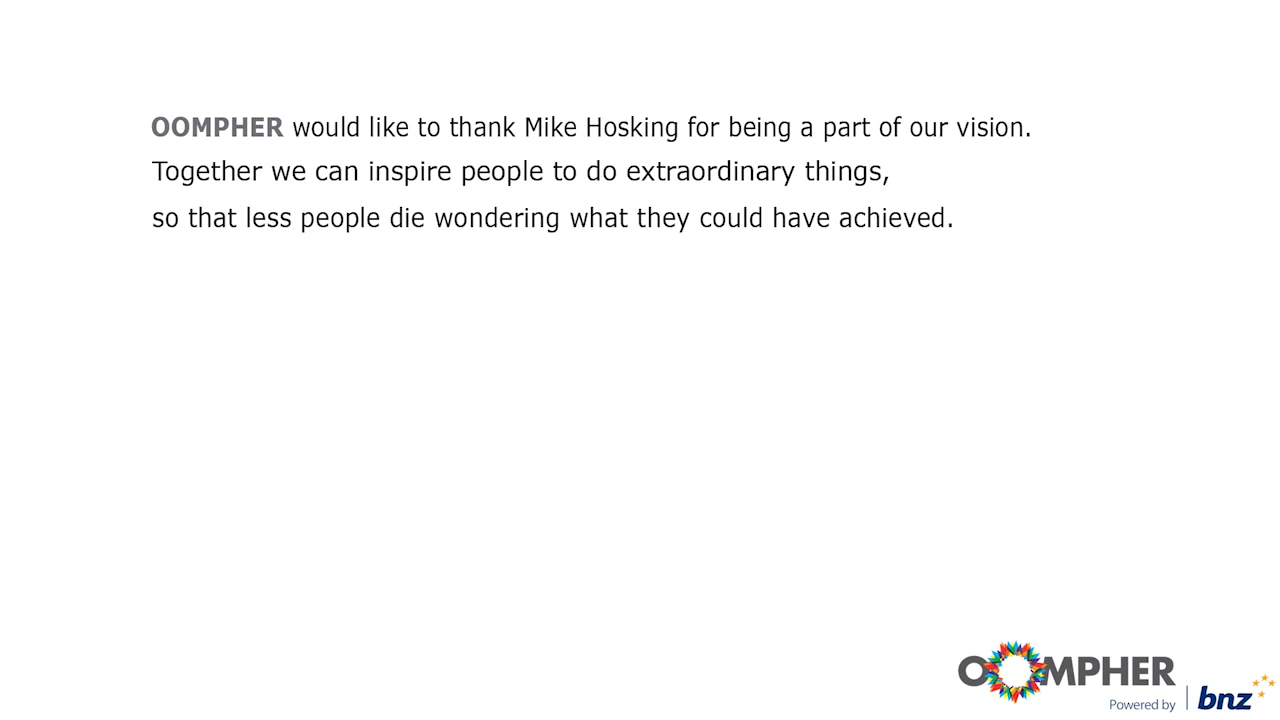 OOMPHER would like to thank Mike Hosking for being a part of our vision.
Together we can inspire people to do extraordinary things,
so that less people die wondering what they could have achieved.
OOMPHER
Powered by | bnz